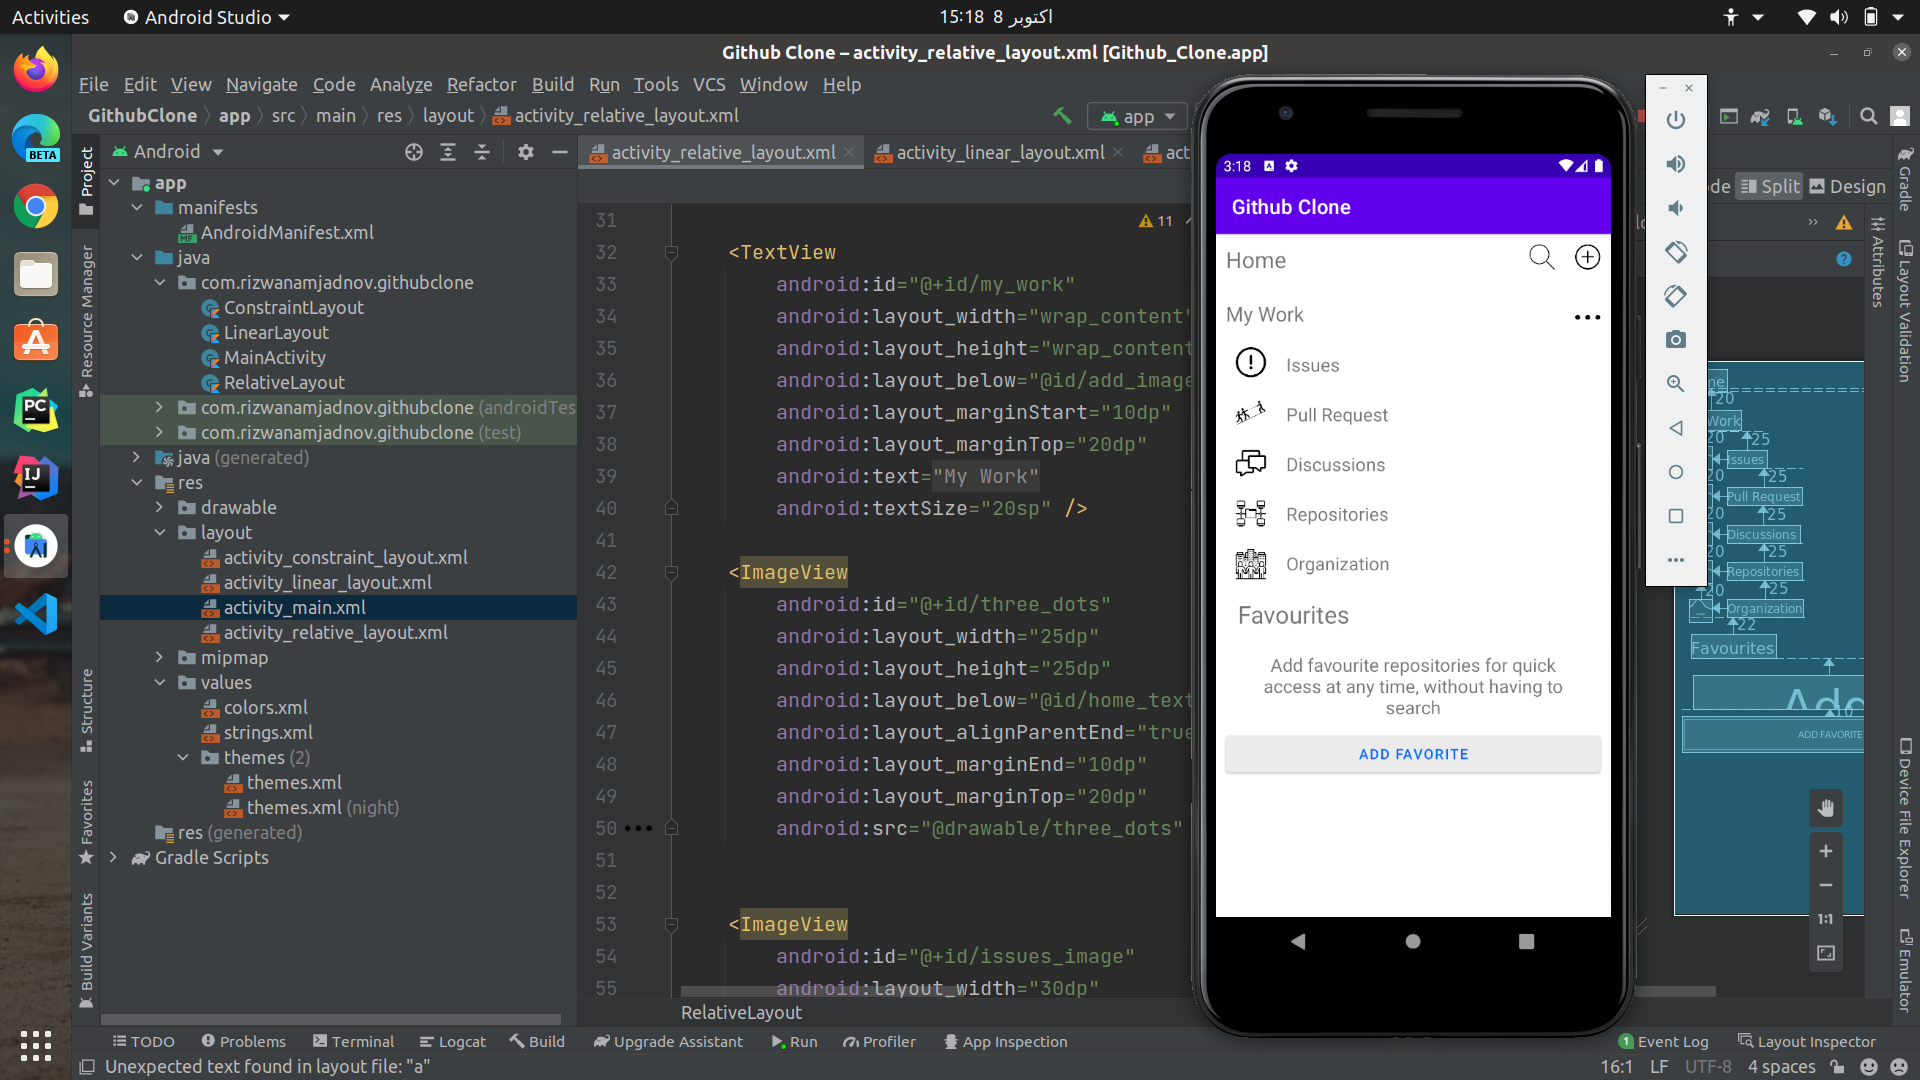 Activities
Android Studio
15:18 8 اکتوبر
Github Clone – activity_relative_layout.xml [Github_Clone.app]
File Edit View Navigate Code Analyze Refactor Build Run Tools VCS Window Help
GithubClone app src main res layout activity_relative_layout.xml
app
BETA
Project
Resource Manager
Structure
Favorites
Build Variants
Android
app
manifests
AndroidManifest.xml
java
com.rizwanamjadnov.githubclone
ConstraintLayout
LinearLayout
MainActivity
RelativeLayout
com.rizwanamjadnov.githubclone (androidTes
com.rizwanamjadnov.githubclone (test)
java (generated)
res
drawable
layout
activity_constraint_layout.xml
activity_linear_layout.xml
activity_main.xml
activity_relative_layout.xml
mipmap
values
colors.xml
strings.xml
themes (2)
themes.xml
themes.xml (night)
res (generated)
Gradle Scripts
activity_relative_layout.xml
activity_linear_layout.xml
act
11
31
32 <TextView
33 android:id="@+id/my_work"
34 android:layout_width="wrap_content"
35 android:layout_height="wrap_content
36 android:layout_below="@id/add_image
37 android:layout_marginStart="10dp"
38 android:layout_marginTop="20dp"
39 android:text="My Work"
40 android:textSize="20sp" />
41
42 <ImageView
43 android:id="@+id/three_dots"
44 android:layout_width="25dp"
45 android:layout_height="25dp"
46 android:layout_below="@id/home_text
47 android:layout_alignParentEnd="true
48 android:layout_marginEnd="10dp"
49 android:layout_marginTop="20dp"
50 android:src="@drawable/three_dots"
51
52
53 <ImageView
54 android:id="@+id/issues_image"
55 android:layout_width="30dp"
RelativeLayout
3:18
Github Clone
Home
My Work
Issues
Pull Request
Discussions
Repositories
Organization
Favourites
Add favourite repositories for quick
access at any time, without having to
search
ADD FAVORITE
de Split Design
me
20
Work
20 25
Issues
20 25
Pull Request
20 25
Discussions
20 25
Repositories
20 25
Organization
22
Favourites
Add
10
ADD FAVORITE
1:1
Gradle
Attributes
Layout Validation
Device File Explorer
Emulator
TODO Problems Terminal Logcat Build Upgrade Assistant Run Profiler App Inspection
1 Event Log Layout Inspector
Unexpected text found in layout file: "a"
16:1 LF UTF-8 4 spaces